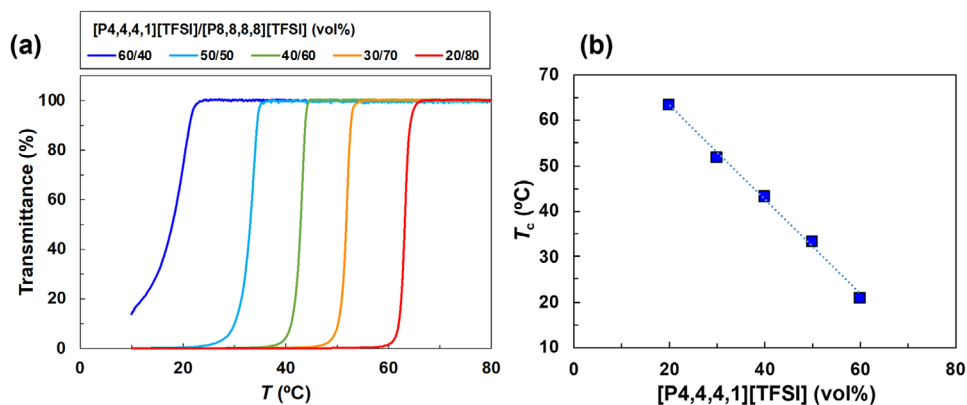 (a)
[P4,4,4,1][TFSI]/[P8,8,8,8][TFSI] (vol%)
60/40 50/50 40/60 30/70 20/80
Transmittance (%)
100
80
60
40
20
0
0 20 40 60 80
T (ºC)
(b)
Tc (ºC)
70
60
50
40
30
20
10
0 20 40 60 80
[P4,4,4,1][TFSI] (vol%)